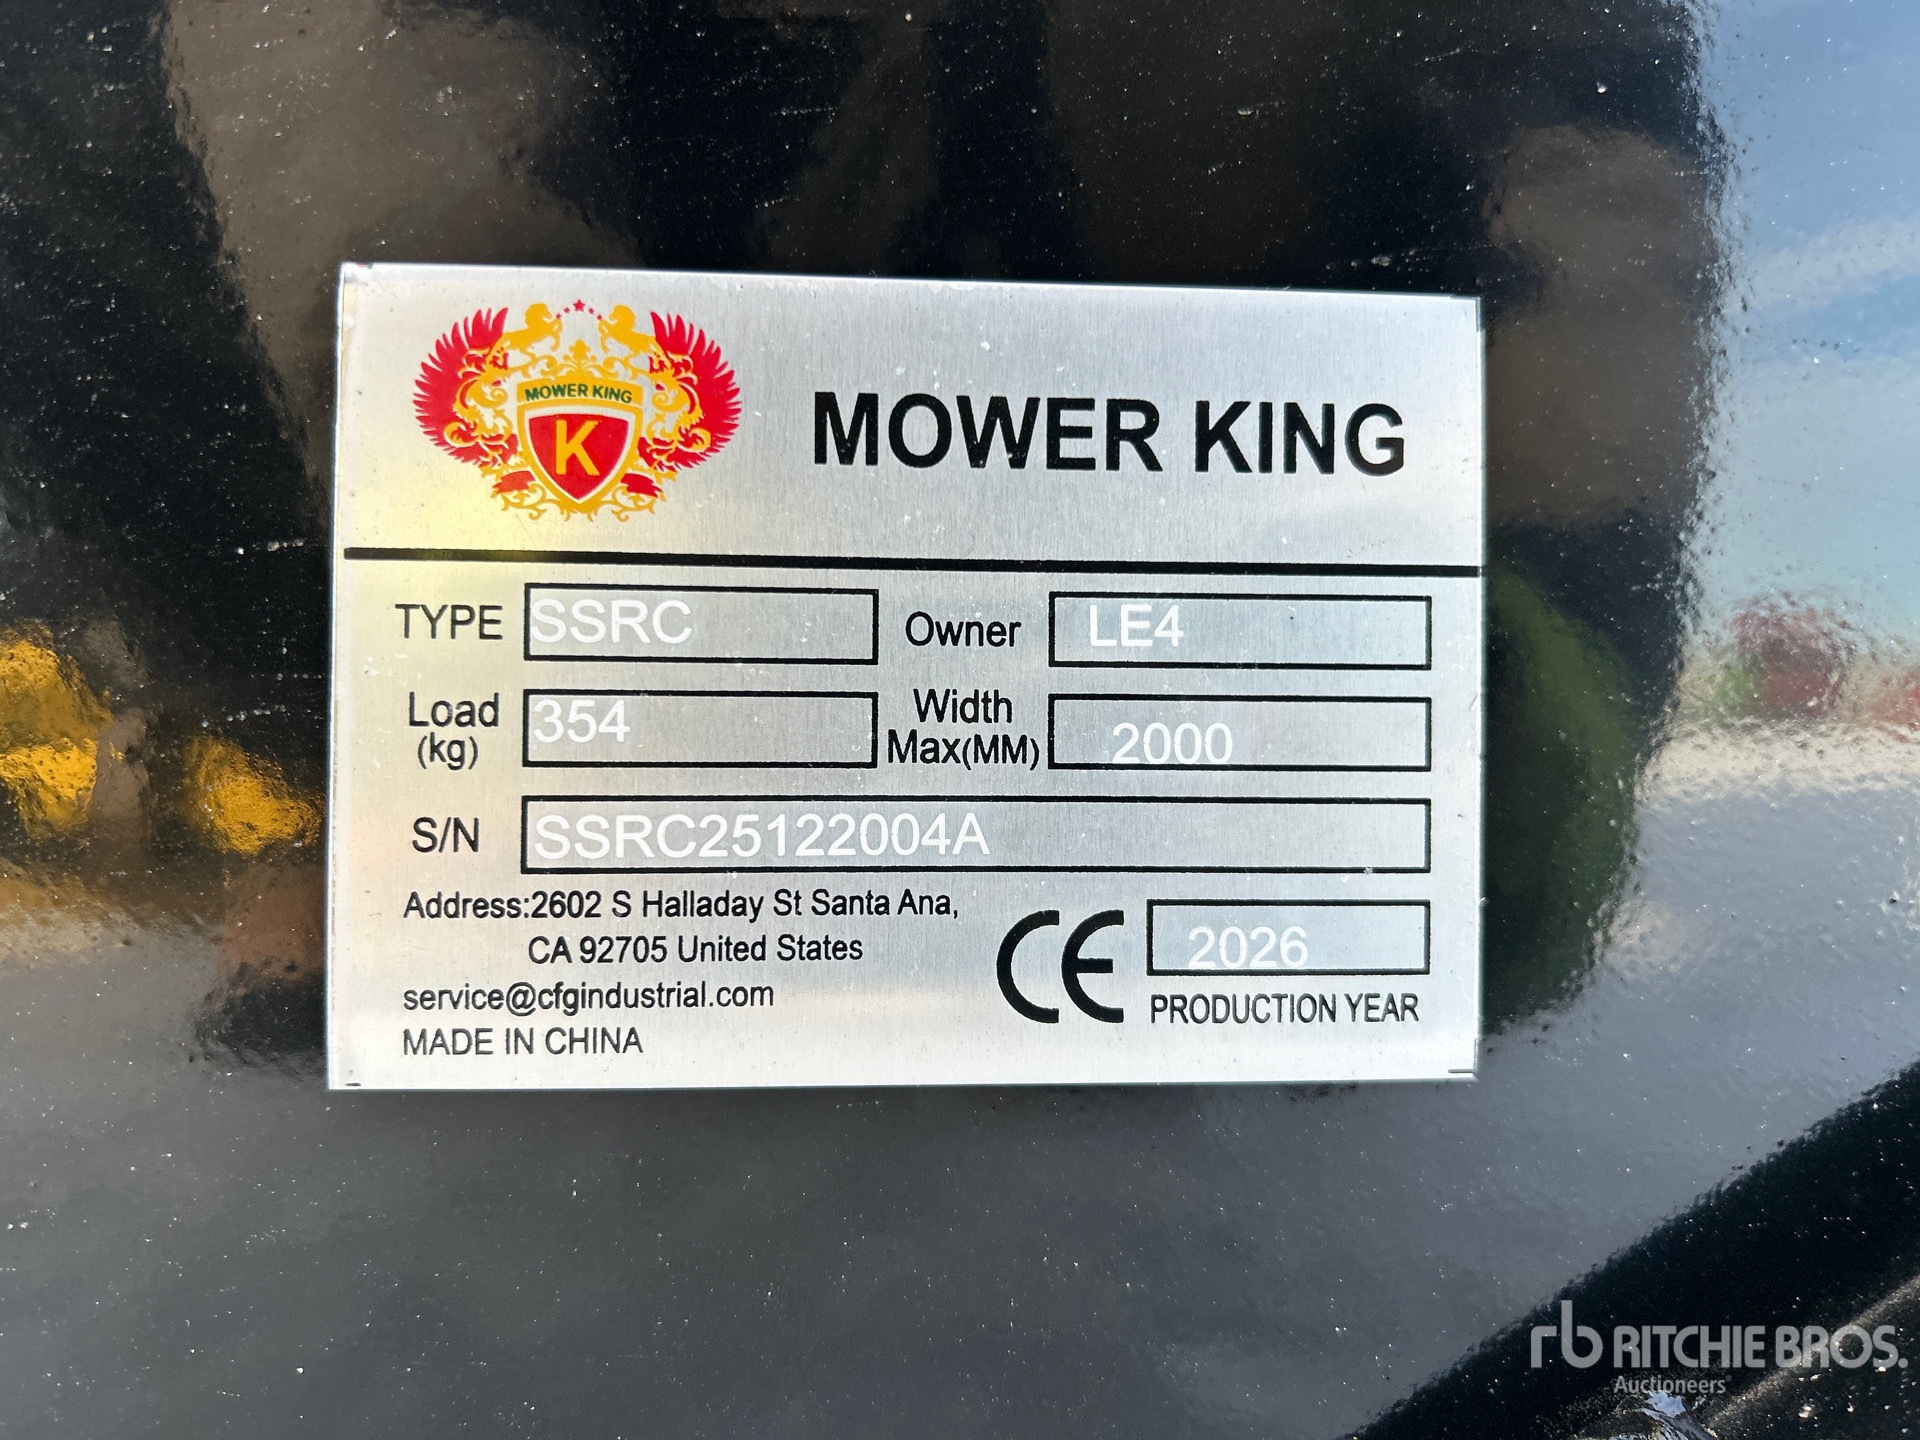 MOWER KING
K
MOWER KING
TYPE SSRC Owner LE4
Load (kg) 354 Width Max(MM) 2000
S/N SSRC25122004A
Address:2602 S Halladay St Santa Ana,
CA 92705 United States
service@cfgindustrial.com
MADE IN CHINA
CE 2026
PRODUCTION YEAR
rb RITCHIE BROS.
Auctioneers